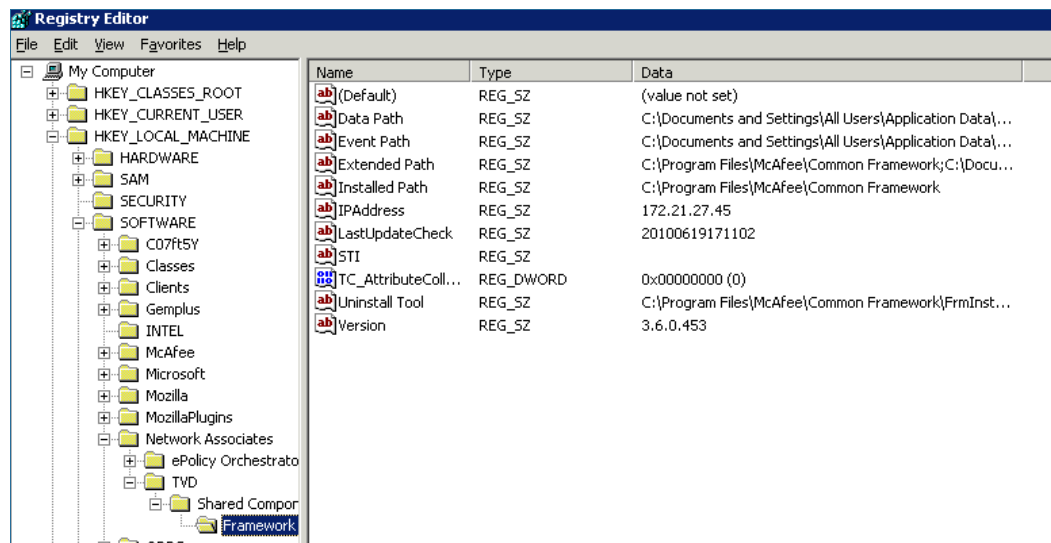 Registry Editor
File Edit View Favorites Help
My Computer
HKEY_CLASSES_ROOT
HKEY_CURRENT_USER
HKEY_LOCAL_MACHINE
HARDWARE
SAM
SECURITY
SOFTWARE
C07ft5Y
Classes
Clients
Gemplus
INTEL
McAfee
Microsoft
Mozilla
MozillaPlugins
Network Associates
ePolicy Orchestrato
TVD
Shared Compor
Framework
Name Type Data
(Default) REG_SZ (value not set)
Data Path REG_SZ C:\Documents and Settings\All Users\Application Data\...
Event Path REG_SZ C:\Documents and Settings\All Users\Application Data\...
Extended Path REG_SZ C:\Program Files\McAfee\Common Framework;C:\Docu...
Installed Path REG_SZ C:\Program Files\McAfee\Common Framework
IPAddress REG_SZ 172.21.27.45
LastUpdateCheck REG_SZ 20100619171102
STI REG_SZ
TC_AttributeColl... REG_DWORD 0x00000000 (0)
Uninstall Tool REG_SZ C:\Program Files\McAfee\Common Framework\FrmInst...
Version REG_SZ 3.6.0.453